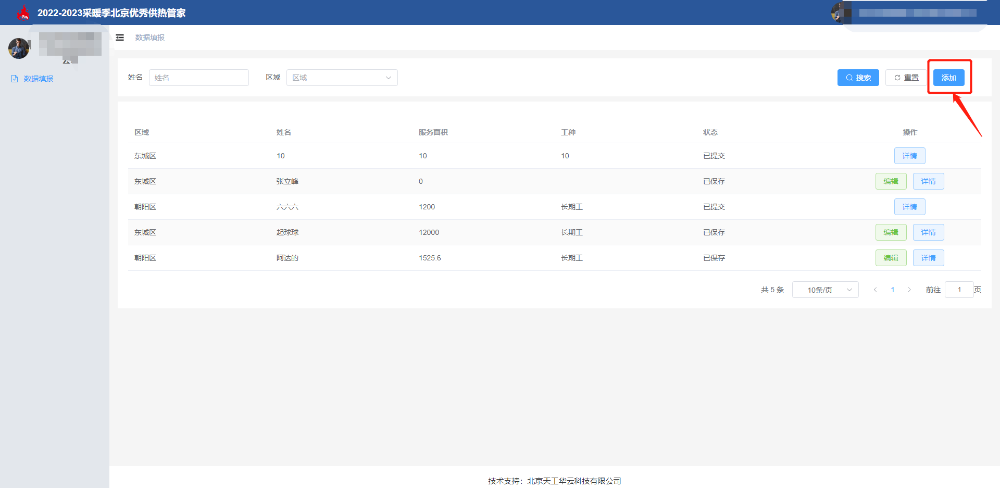 2022-2023采暖季北京优秀供热管家
数据填报
数据填报
姓名 姓名 区域 区域 搜索 重置 添加
区域 姓名 服务面积 工种 状态 操作
东城区 10 10 10 已提交 详情
东城区 张立峰 0 已保存 编辑 详情
朝阳区 六六六 1200 长期工 已提交 详情
东城区 起球球 12000 长期工 已保存 编辑 详情
朝阳区 阿达的 1525.6 长期工 已保存 编辑 详情
共 5 条 10条/页 1 前往 1 页
技术支持：北京天工华云科技有限公司